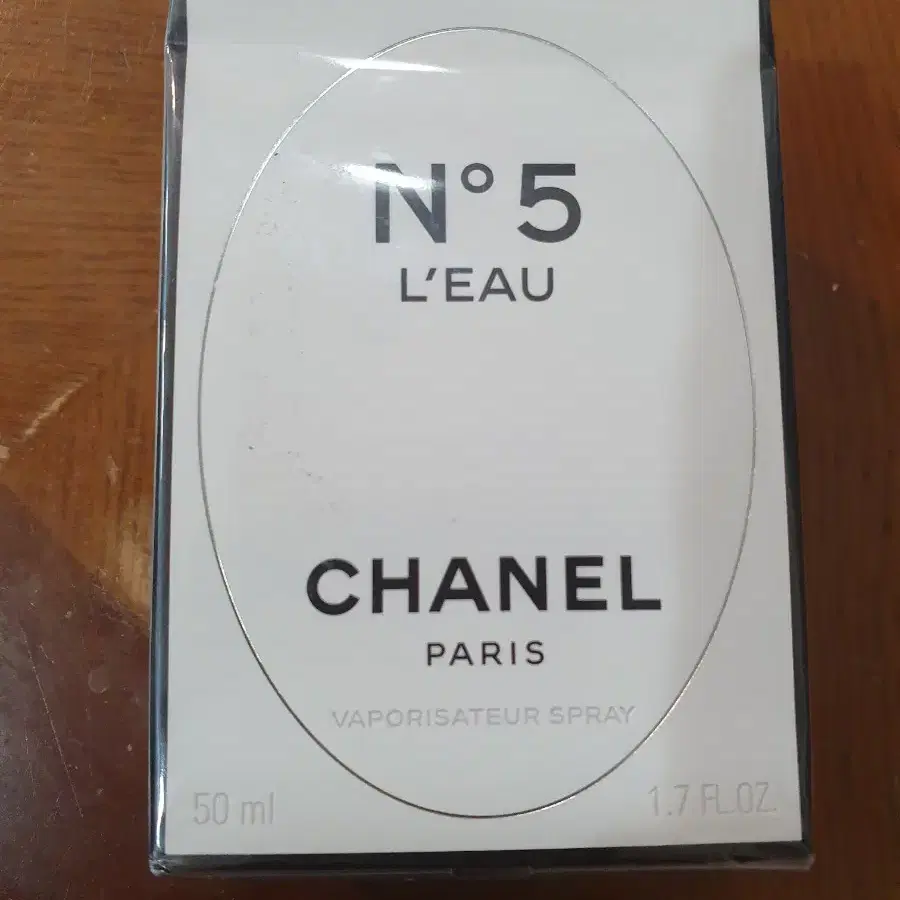 N° 5
L'EAU
CHANEL
PARIS
VAPORISATEUR SPRAY
50 ml 1.7 FL.OZ.